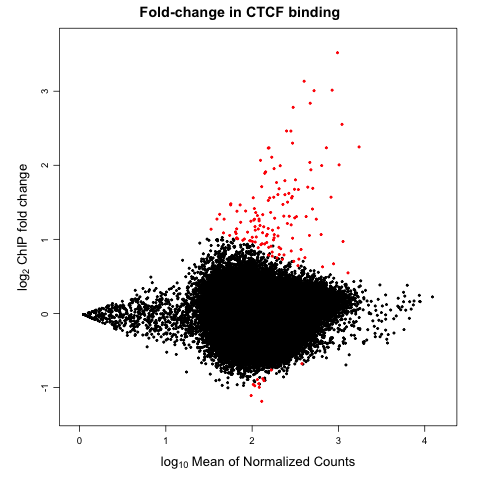 Fold-change in CTCF binding
log2 ChIP fold change
3
2
1
0
-1
0 1 2 3 4
log10 Mean of Normalized Counts